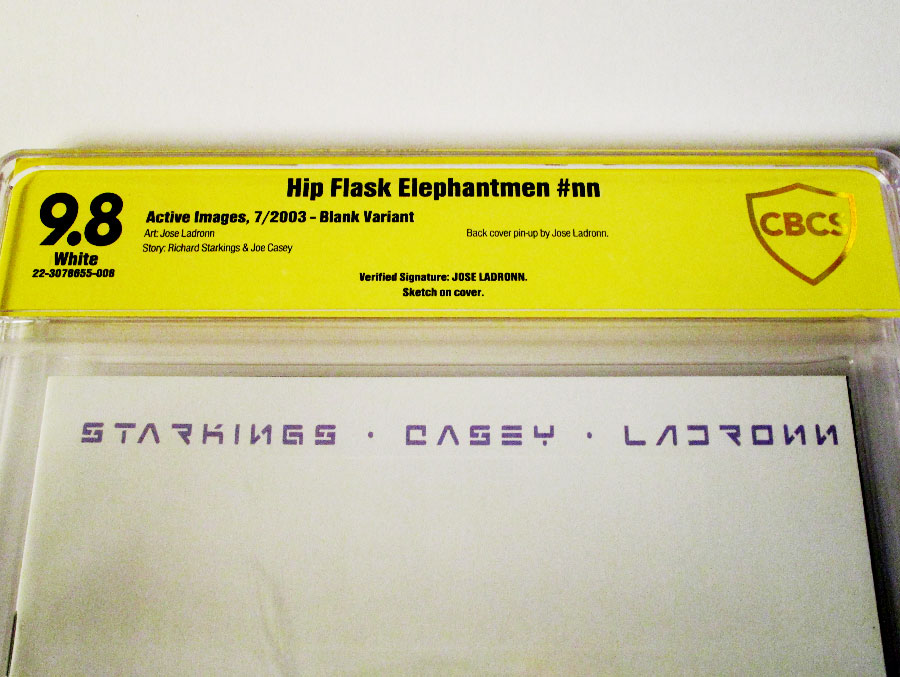 Hip Flask Elephantmen #nn
9.8
White
22-3078655-008
Active Images, 7/2003 - Blank Variant
Art: Jose Ladronn
Story: Richard Starkings & Joe Casey
Back cover pin-up by Jose Ladronn.
Verified Signature: JOSE LADRONN.
Sketch on cover.
CBCS
STARKINGS · CASEY · LADRONN